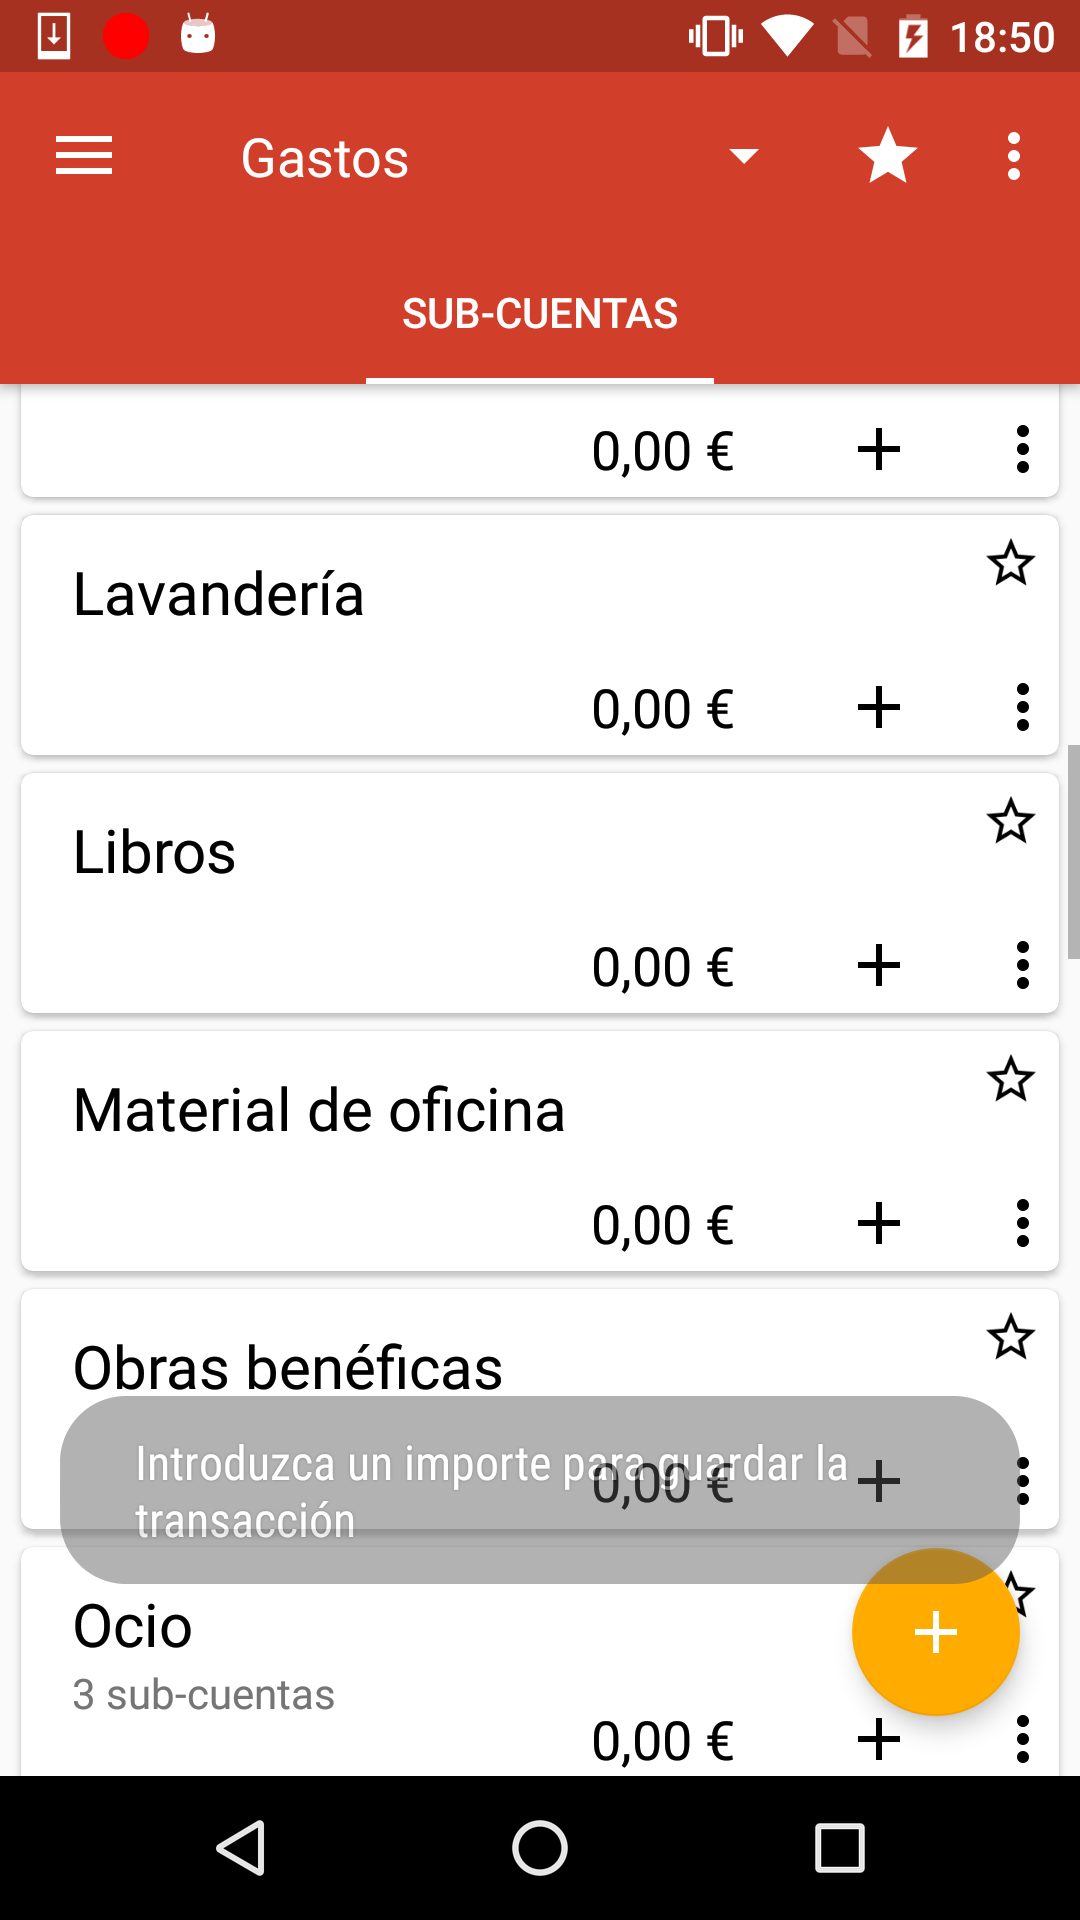 18:50
Gastos
SUB-CUENTAS
0,00 €
Lavandería
0,00 €
Libros
0,00 €
Material de oficina
0,00 €
Obras benéficas
0,00 €
Introduzca un importe para guardar la
transacción
Ocio
3 sub-cuentas
0,00 €